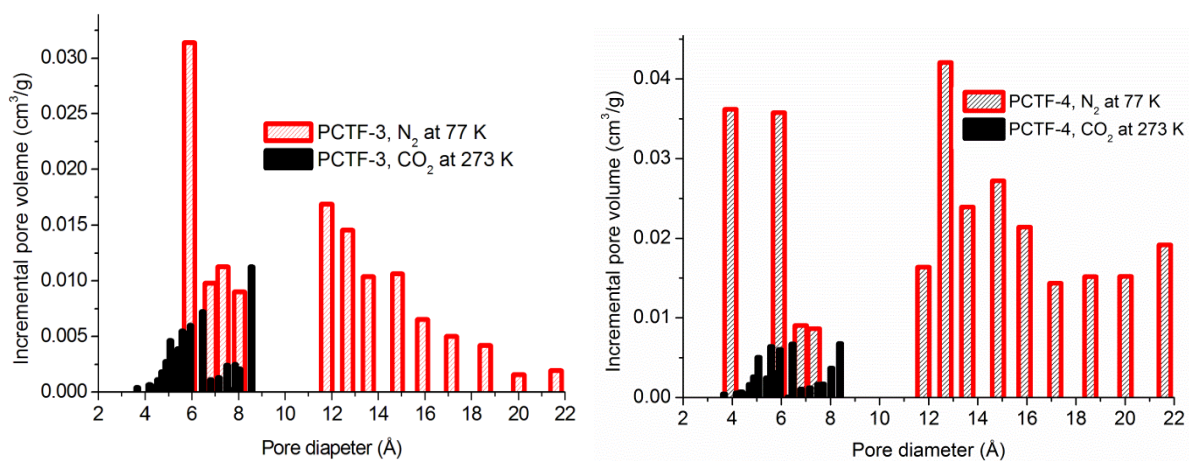 Incremental pore voleme (cm³/g)
0.030
0.025
0.020
0.015
0.010
0.005
0.000
PCTF-3, N₂ at 77 K
PCTF-3, CO₂ at 273 K
2 4 6 8 10 12 14 16 18 20 22
Pore diapeter (Å)
Incremental pore volume (cm³/g)
0.04
0.03
0.02
0.01
0.00
PCTF-4, N₂ at 77 K
PCTF-4, CO₂ at 273 K
2 4 6 8 10 12 14 16 18 20 22
Pore diameter (Å)